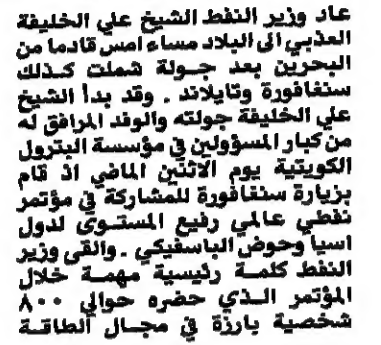 عاد وزير النفط الشيخ علي الخليفة
العذبي الى البلاد مساء امس قادما من
البحرين بعد جولة شملت كذلك
سنغافورة وتايلاند . وقد بدأ الشيخ
علي الخليفة جولته والوفد المرافق له
من كبار المسؤولين في مؤسسة البترول
الكويتية يوم الاثنين الماضي اذ قام
بزيارة سنغافورة للمشاركة في مؤتمر
نفطي عالمي رفيع المستوى لدول
اسيا وحوض الباسفيكي . والقى وزير
النفط كلمة رئيسية مهمة خلال
المؤتمر الذي حضره حوالي ٨٠٠
شخصية بارزة في مجال الطاقة